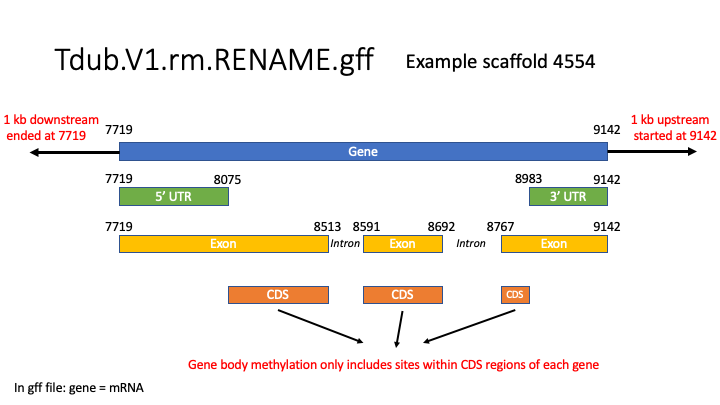 Tdub.V1.rm.RENAME.gff
Example scaffold 4554
1 kb downstream
ended at 7719
7719
9142
1 kb upstream
started at 9142
Gene
7719
8075
8983
9142
5’ UTR
3’ UTR
7719
8513
8591
8692
8767
9142
Exon
Intron
Exon
Intron
Exon
CDS
CDS
CDS
Gene body methylation only includes sites within CDS regions of each gene
In gff file: gene = mRNA